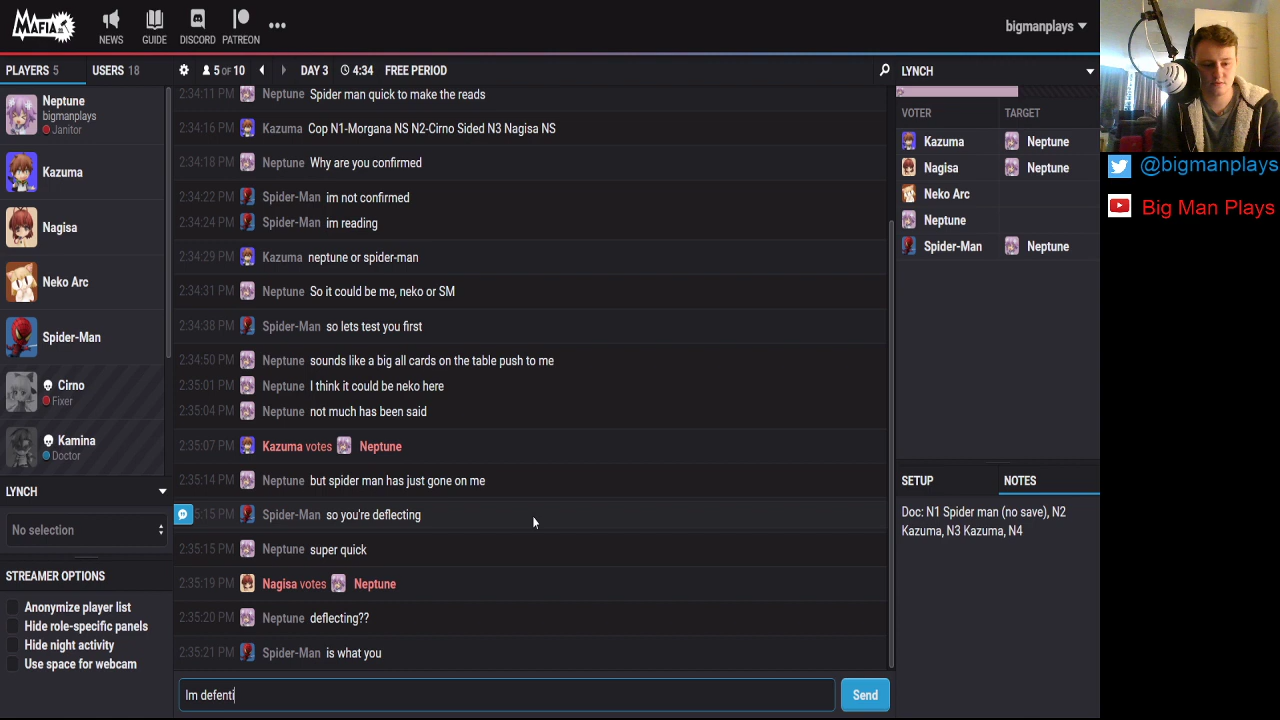 MAFIA
NEWS
GUIDE
DISCORD
PATREON
•••
bigmanplays
PLAYERS 5
USERS 18
5 OF 10
DAY 3
4:34
FREE PERIOD
Neptune
bigmanplays
Janitor
Kazuma
Nagisa
Neko Arc
Spider-Man
Cirno
Fixer
Kamina
Doctor
LYNCH
No selection
STREAMER OPTIONS
Anonymize player list
Hide role-specific panels
Hide night activity
Use space for webcam
2:34:11 PM Neptune Spider man quick to make the reads
2:34:16 PM Kazuma Cop N1-Morgana NS N2-Cirno Sided N3 Nagisa NS
2:34:18 PM Neptune Why are you confirmed
2:34:22 PM Spider-Man im not confirmed
2:34:24 PM Spider-Man im reading
2:34:29 PM Kazuma neptune or spider-man
2:34:31 PM Neptune So it could be me, neko or SM
2:34:38 PM Spider-Man so lets test you first
2:34:50 PM Neptune sounds like a big all cards on the table push to me
2:35:01 PM Neptune I think it could be neko here
2:35:04 PM Neptune not much has been said
2:35:07 PM Kazuma votes Neptune
2:35:14 PM Neptune but spider man has just gone on me
5:15 PM Spider-Man so you're deflecting
2:35:15 PM Neptune super quick
2:35:19 PM Nagisa votes Neptune
2:35:20 PM Neptune deflecting??
2:35:21 PM Spider-Man is what you
Im defenti
Send
LYNCH
VOTER TARGET
Kazuma Neptune
Nagisa Neptune
Neko Arc
Neptune
Spider-Man Neptune
SETUP
NOTES
Doc: N1 Spider man (no save), N2
Kazuma, N3 Kazuma, N4
@bigmanplays
Big Man Plays